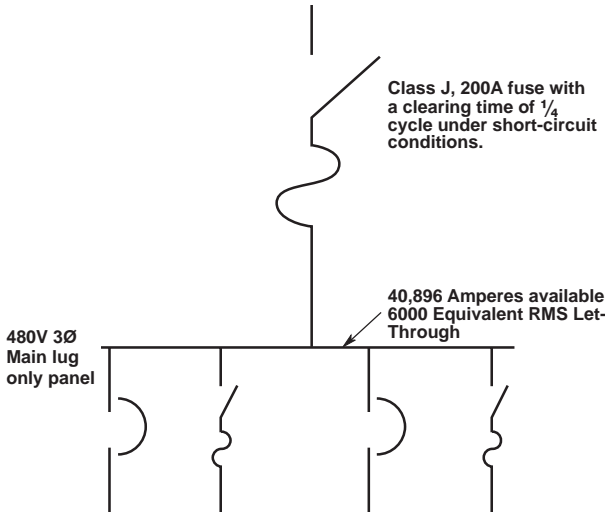 Class J, 200A fuse with
a clearing time of 1/4
cycle under short-circuit
conditions.
40,896 Amperes available
6000 Equivalent RMS Let-
Through
480V 3Ø
Main lug
only panel